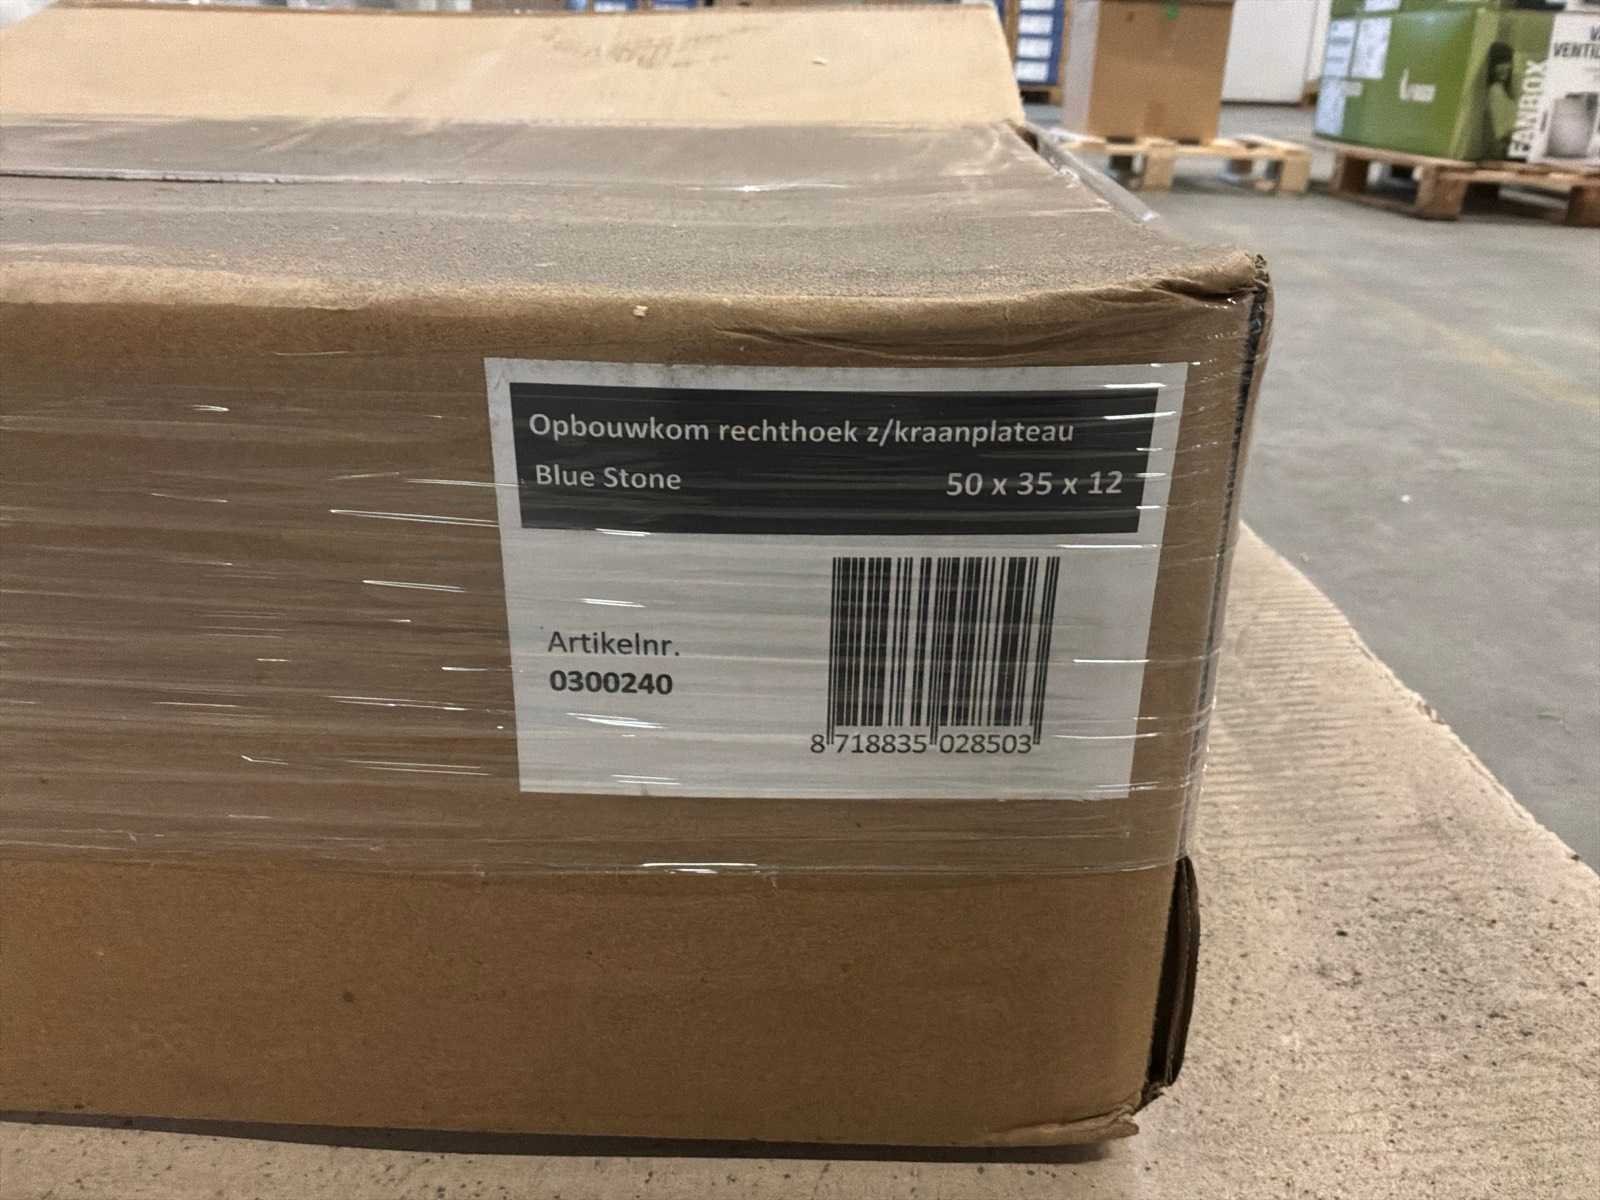 Opbouwkom rechthoek z/kraanplateau
Blue Stone 50 x 35 x 12
Artikelnr.
0300240
8 718835 028503
FANBOX